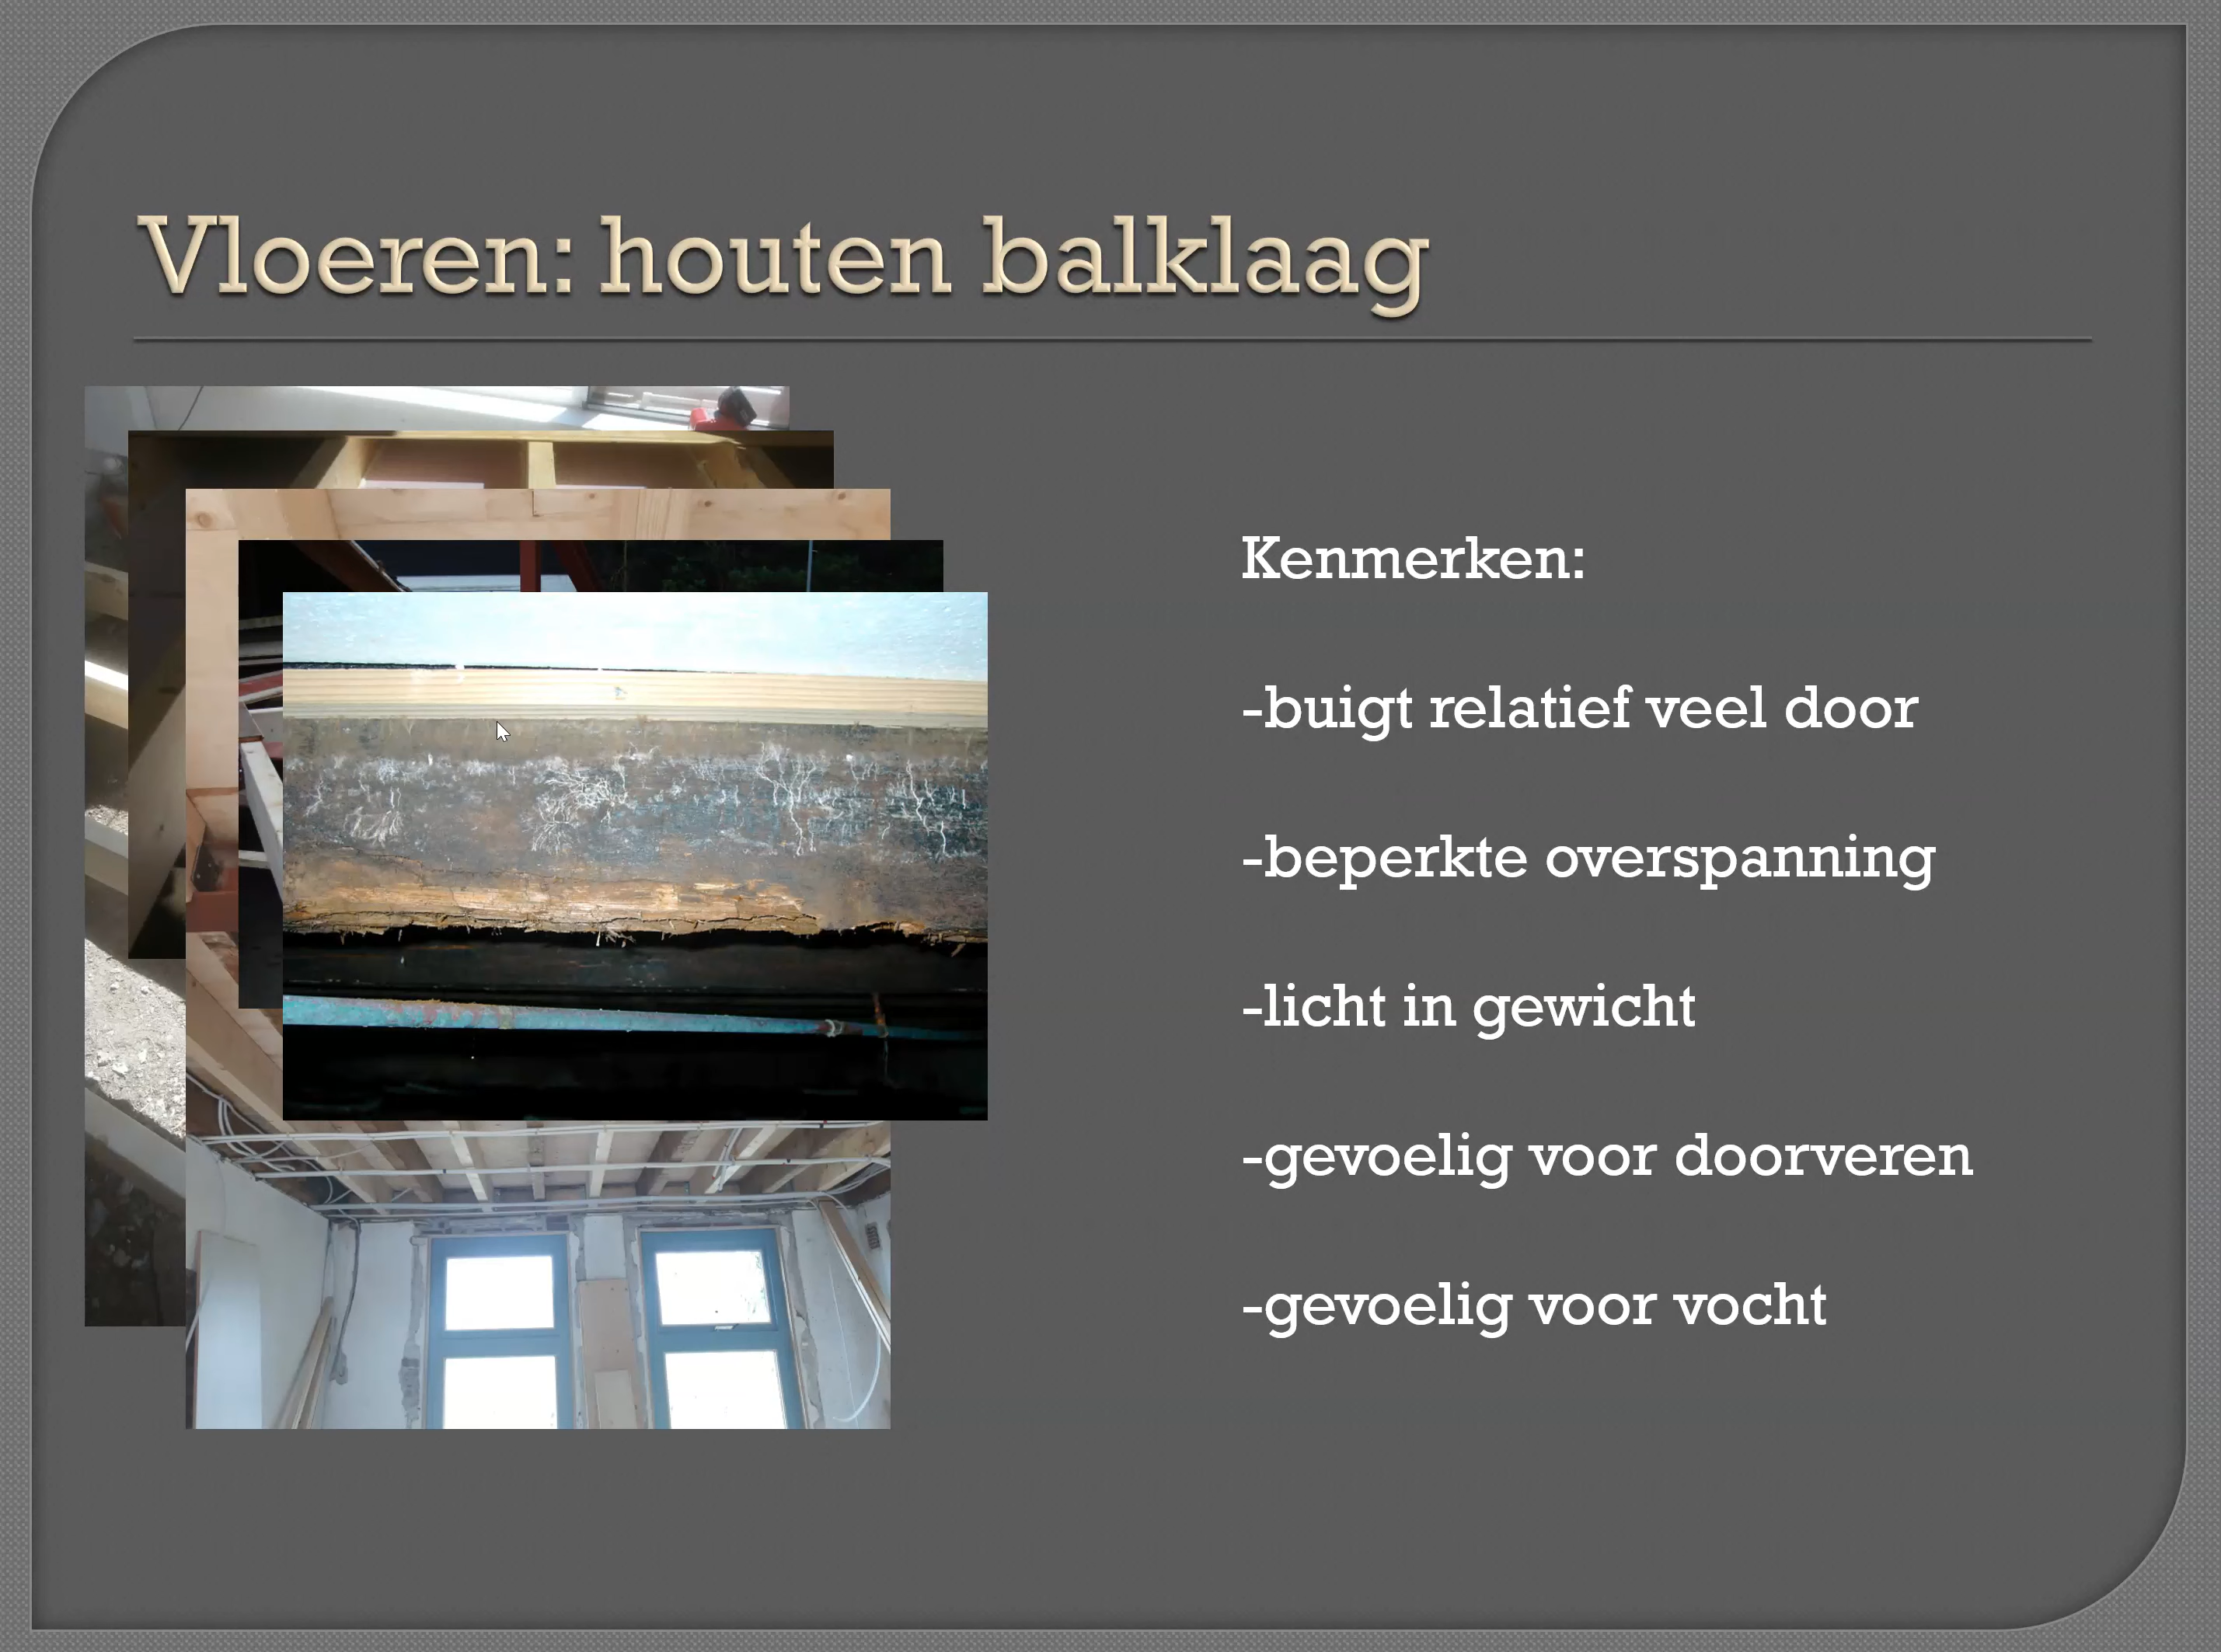 Vloeren: houten balklaag
Kenmerken:
-buigt relatief veel door
-beperkte overspanning
-licht in gewicht
-gevoelig voor doorveren
-gevoelig voor vocht